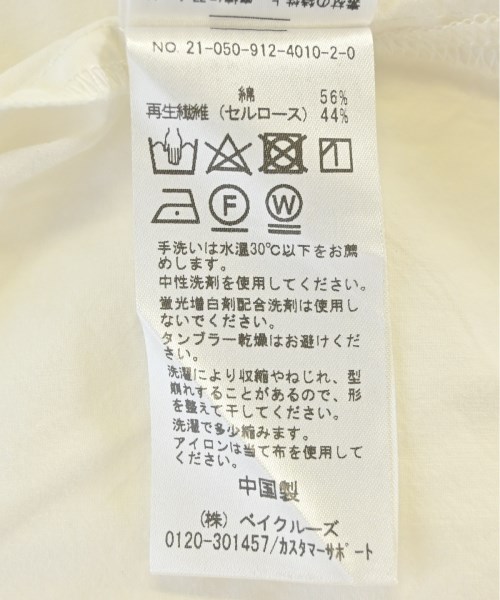 NO. 21-050-912-4010-2-0
綿 56%
再生繊維（セルロース） 44%
F W
手洗いは水温30℃以下をお薦
めします。
中性洗剤を使用してください。
蛍光増白剤配合洗剤は使用し
ないでください。
タンブラー乾燥はお避けくだ
さい。
洗濯により収縮やねじれ、型
崩れすることがあるので、形
を整えて干してください。
洗濯で多少縮みます。
アイロンは当て布を使用して
ください。
中国製
（株）ベイクルーズ
0120-301457/カスタマーサポート